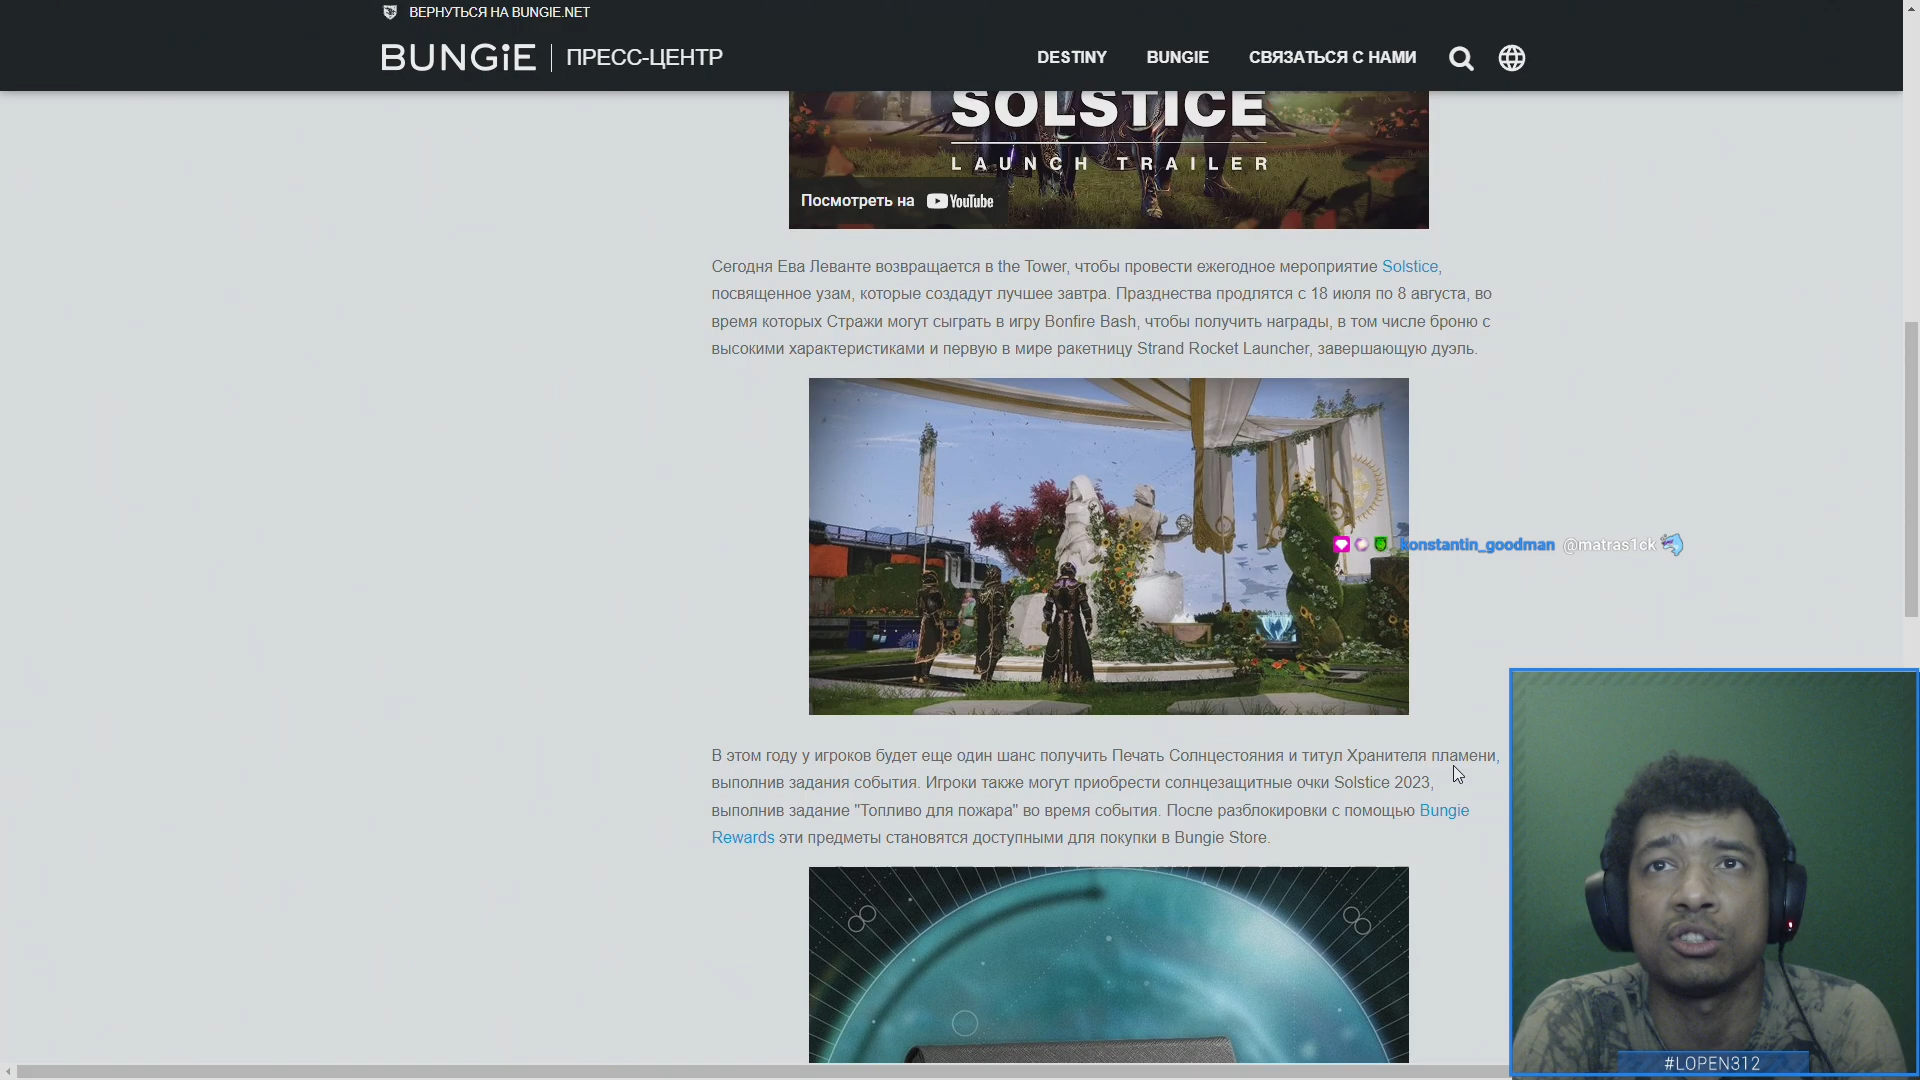 ВЕРНУТЬСЯ НА BUNGIE.NET
BUNGiE | ПРЕСС-ЦЕНТР
DESTINY BUNGIE СВЯЗАТЬСЯ С НАМИ
SOLSTICE
LAUNCH TRAILER
Посмотреть на YouTube
Сегодня Ева Леванте возвращается в the Tower, чтобы провести ежегодное мероприятие Solstice,
посвященное узам, которые создадут лучшее завтра. Празднества продлятся с 18 июля по 8 августа, во
время которых Стражи могут сыграть в игру Bonfire Bash, чтобы получить награды, в том числе броню с
высокими характеристиками и первую в мире ракетницу Strand Rocket Launcher, завершающую дуэль.
konstantin_goodman @matras1ck
В этом году у игроков будет еще один шанс получить Печать Солнцестояния и титул Хранителя пламени,
выполнив задания события. Игроки также могут приобрести солнцезащитные очки Solstice 2023,
выполнив задание "Топливо для пожара" во время события. После разблокировки с помощью Bungie
Rewards эти предметы становятся доступными для покупки в Bungie Store.
#LOPEN312